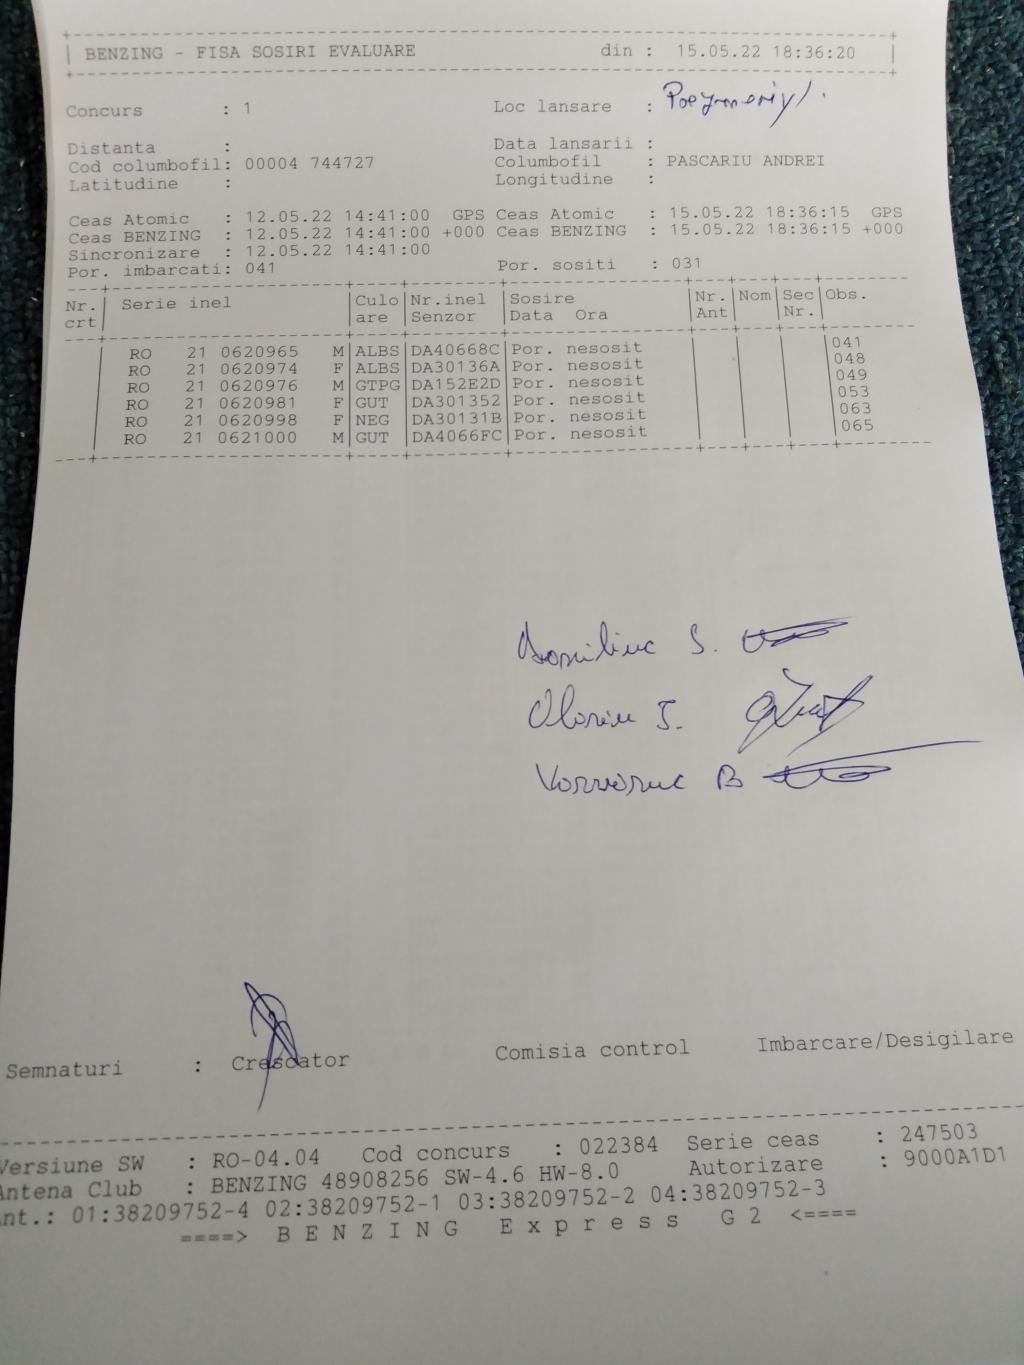 BENZING - FISA SOSIRI EVALUARE din : 15.05.22 18:36:20
Concurs : 1 Loc lansare :
Distanta : Data lansarii :
Cod columbofil: 00004 744727 Columbofil : PASCARIU ANDREI
Latitudine : Longitudine :
Ceas Atomic : 12.05.22 14:41:00 GPS Ceas Atomic : 15.05.22 18:36:15 GPS
Ceas BENZING : 12.05.22 14:41:00 +000 Ceas BENZING : 15.05.22 18:36:15 +000
Sincronizare : 12.05.22 14:41:00
Por. imbarcati: 041 Por. sositi : 031
Nr. Serie inel Culo Nr.inel Sosire Nr. Nom Sec Obs.
crt are Senzor Data Ora Ant Nr.
RO 21 0620965 M ALBS DA40668C Por. nesosit 041
RO 21 0620974 F ALBS DA30136A Por. nesosit 048
RO 21 0620976 M GTPG DA152E2D Por. nesosit 049
RO 21 0620981 F GUT DA301352 Por. nesosit 053
RO 21 0620998 F NEG DA30131B Por. nesosit 063
RO 21 0621000 M GUT DA4066FC Por. nesosit 065
S.
B
Semnaturi : Crescator Comisia control Imbarcare/Desigilare
Versiune SW : RO-04.04 Cod concurs : 022384 Serie ceas : 247503
Antena Club : BENZING 48908256 SW-4.6 HW-8.0 Autorizare : 9000A1D1
nt.: 01:38209752-4 02:38209752-1 03:38209752-2 04:38209752-3
====> B E N Z I N G E x p r e s s G 2 <====